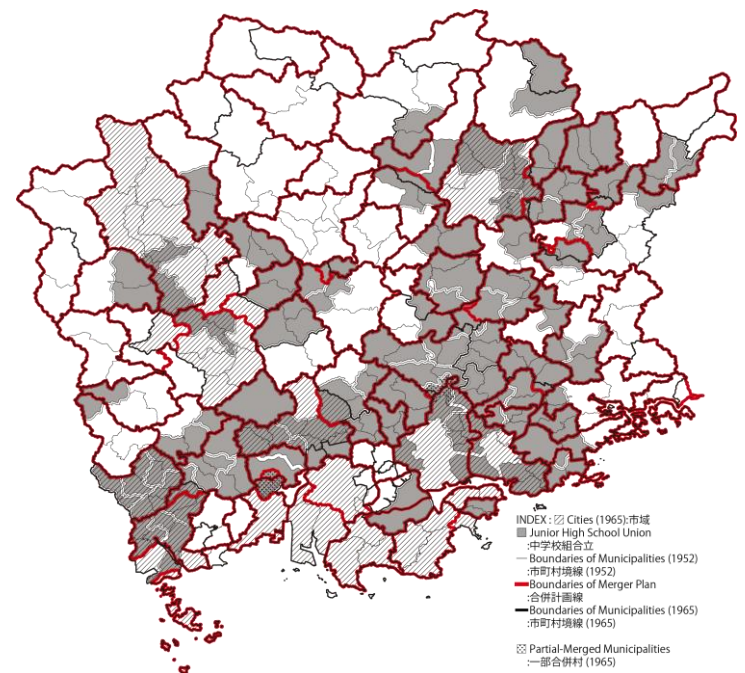 INDEX : Cities (1965):市域
Junior High School Union
:中学校組合立
Boundaries of Municipalities (1952)
:市町村境線 (1952)
Boundaries of Merger Plan
:合併計画線
Boundaries of Municipalities (1965)
:市町村境線 (1965)
Partial-Merged Municipalities
:一部合併村 (1965)